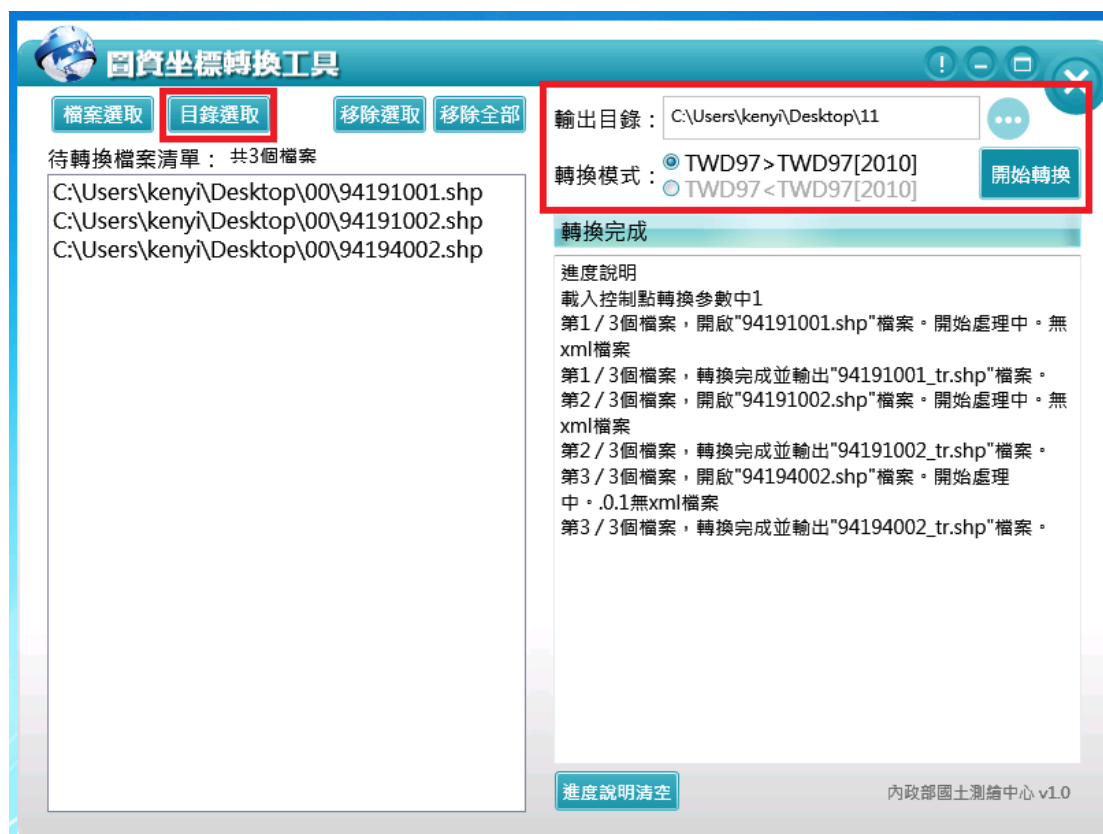 圖資坐標轉換工具
檔案選取 目錄選取 移除選取 移除全部
待轉換檔案清單： 共3個檔案
C:\Users\kenyi\Desktop\00\94191001.shp
C:\Users\kenyi\Desktop\00\94191002.shp
C:\Users\kenyi\Desktop\00\94194002.shp
輸出目錄： C:\Users\kenyi\Desktop\11
轉換模式： TWD97>TWD97[2010]
TWD97<TWD97[2010]
開始轉換
轉換完成
進度說明
載入控制點轉換參數中1
第1 / 3個檔案，開啟"94191001.shp"檔案。開始處理中。無
xml檔案
第1 / 3個檔案，轉換完成並輸出"94191001_tr.shp"檔案。
第2 / 3個檔案，開啟"94191002.shp"檔案。開始處理中。無
xml檔案
第2 / 3個檔案，轉換完成並輸出"94191002_tr.shp"檔案。
第3 / 3個檔案，開啟"94194002.shp"檔案。開始處理
中。.0.1無xml檔案
第3 / 3個檔案，轉換完成並輸出"94194002_tr.shp"檔案。
進度說明清空
內政部國土測繪中心 v1.0